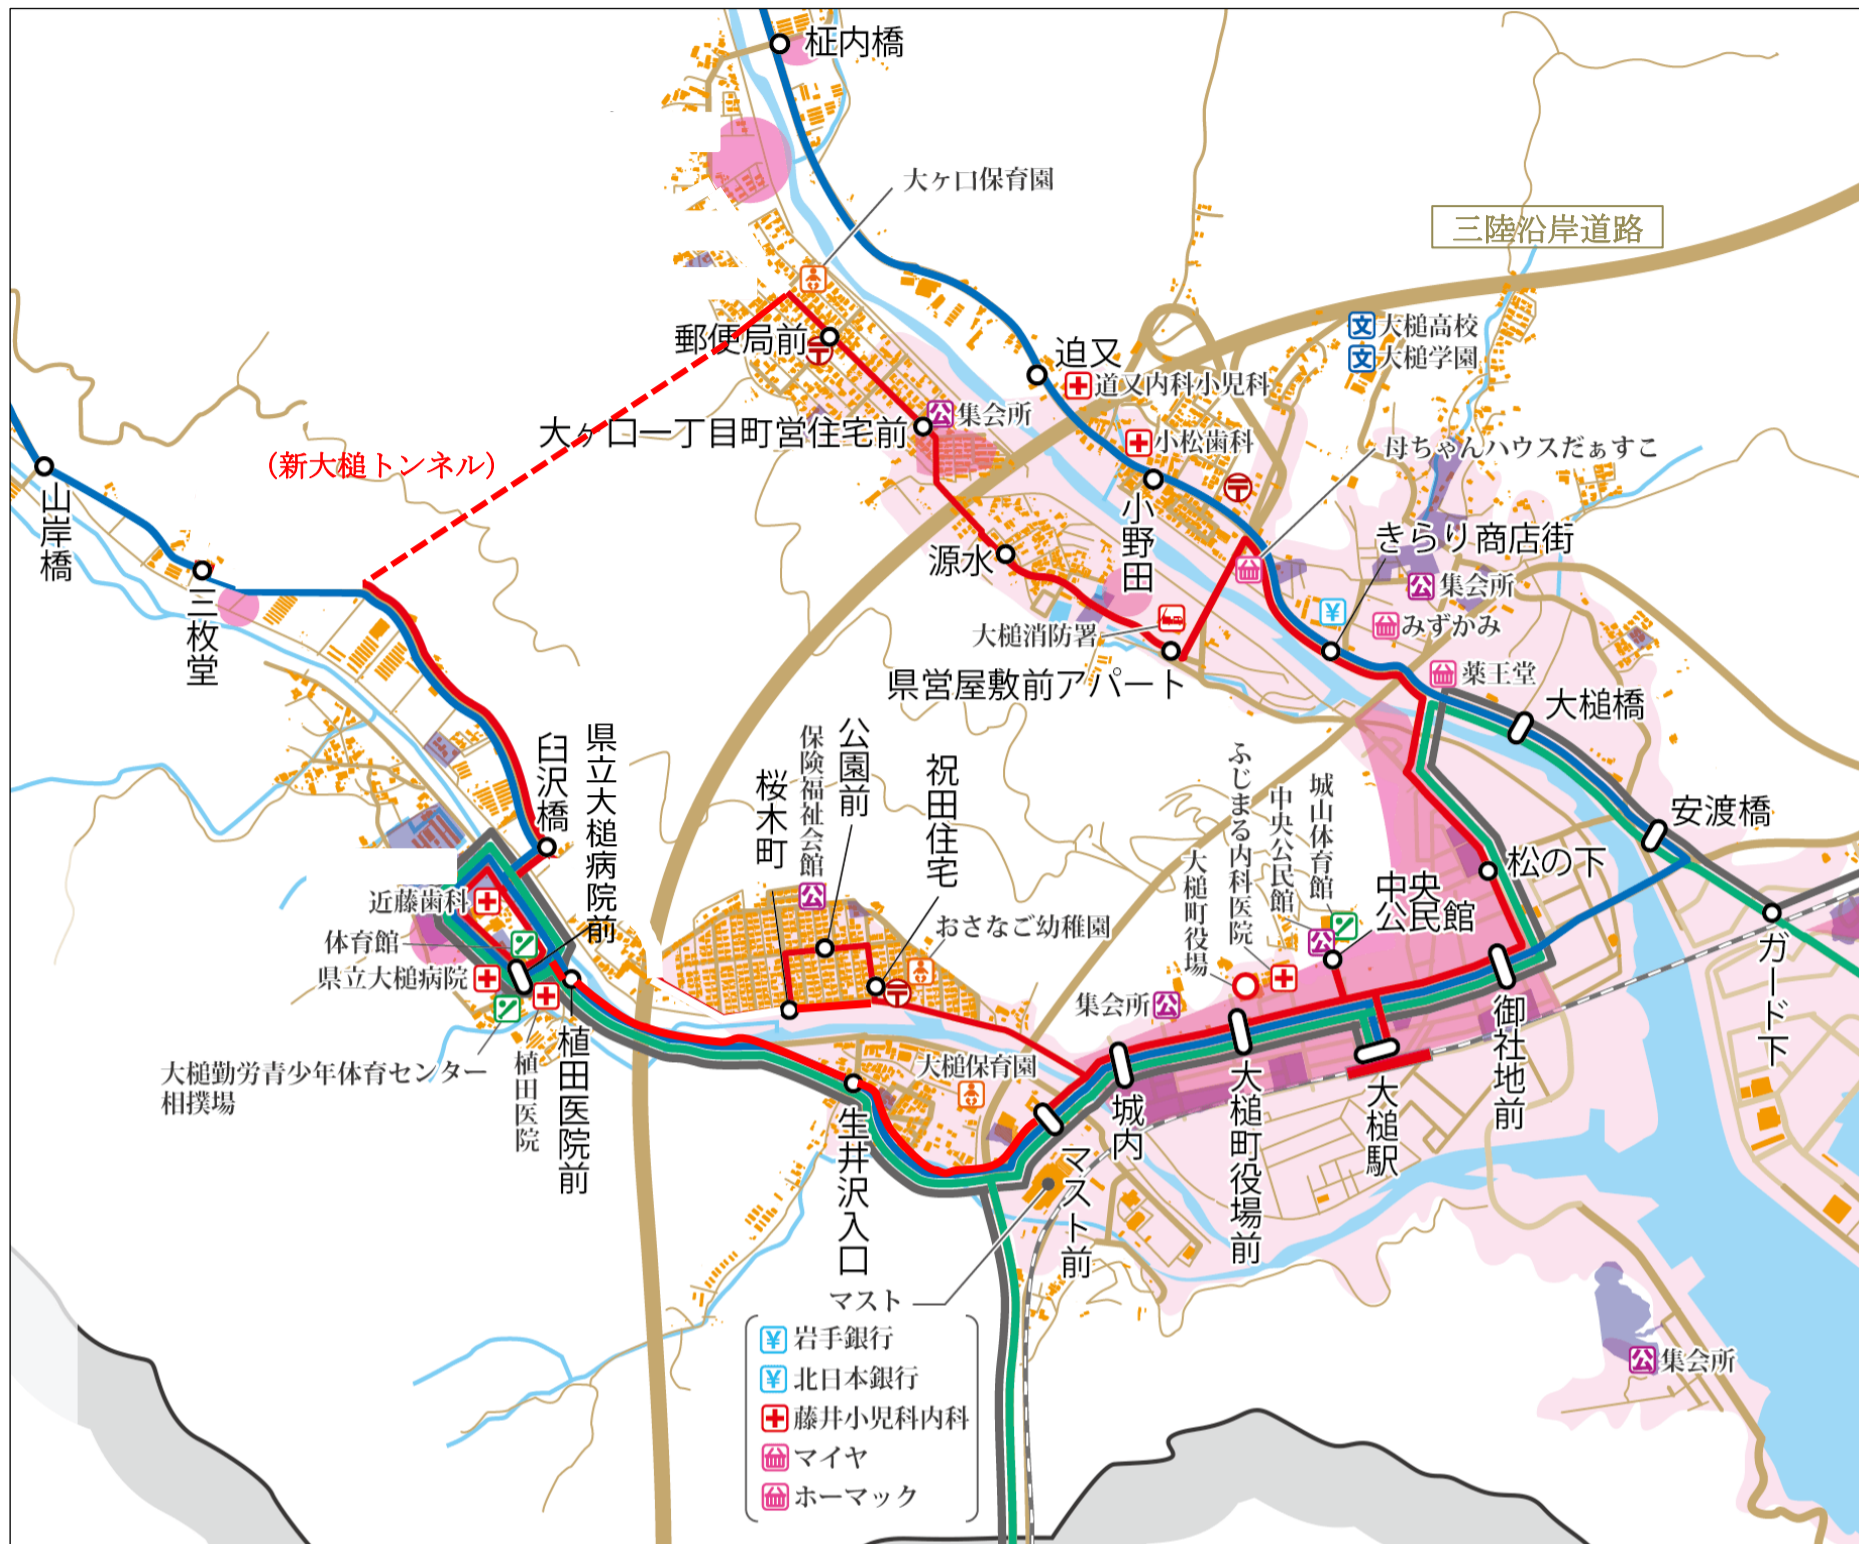 柾内橋
大ヶ口保育園
三陸沿岸道路
郵便局前
迫又
道又内科小児科
文 大槌高校
文 大槌学園
大ヶ口一丁目町営住宅前
公 集会所
小松歯科
母ちゃんハウスだぁすこ
(新大槌トンネル)
山岸橋
三枚堂
源水
小野田
きらり商店街
公 集会所
¥
みずかみ
大槌消防署
県営屋敷前アパート
薬王堂
大槌橋
安渡橋
臼沢橋
県立大槌病院前
桜木町
保険福祉会館
公
公園前
祝田住宅
ふじまる内科医院
中央公民館
城山体育館
大槌町役場
松の下
中央
公民館
公
近藤歯科
体育館
県立大槌病院
おさなご幼稚園
集会所 公
ガード下
御社地前
大槌勤労青少年体育センター
相撲場
植田医院
植田医院前
大槌保育園
生井沢入口
マスト前
城内
大槌町役場前
大槌駅
マスト
¥ 岩手銀行
¥ 北日本銀行
藤井小児科内科
マイヤ
ホーマック
公 集会所